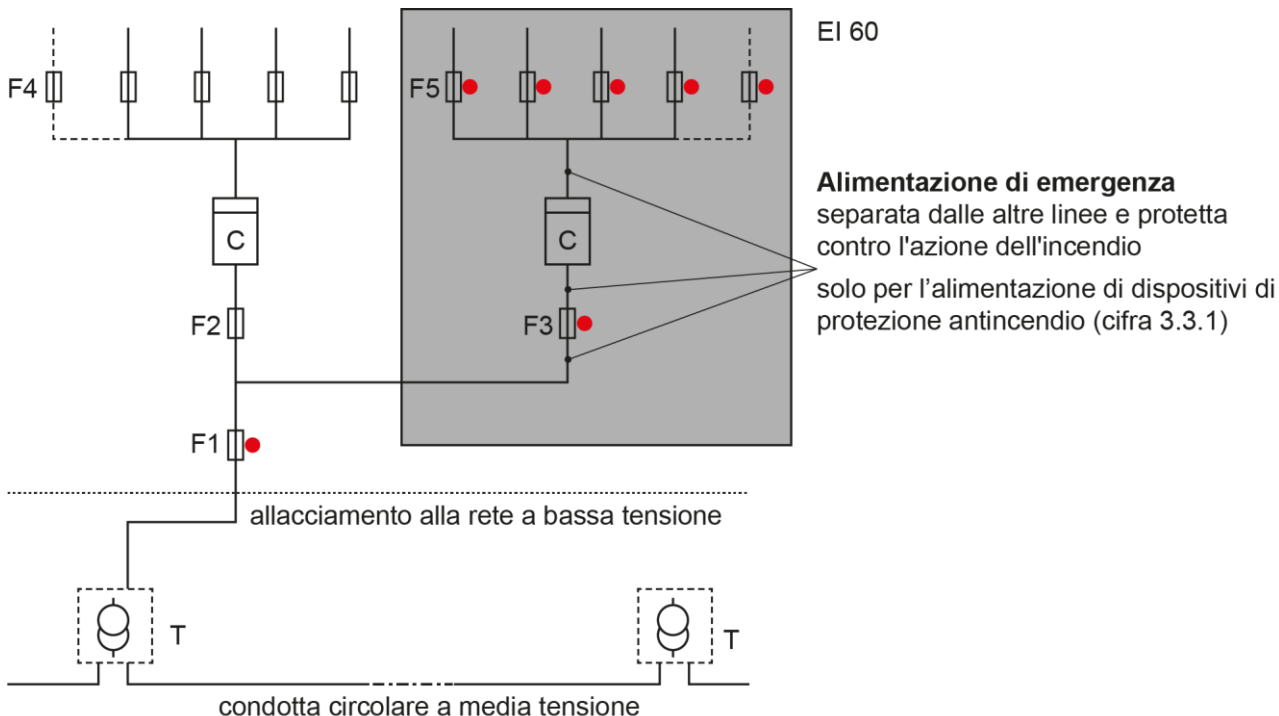 EI 60
F4
F5
Alimentazione di emergenza
separata dalle altre linee e protetta
contro l'azione dell'incendio
solo per l’alimentazione di dispositivi di
protezione antincendio (cifra 3.3.1)
C
C
F2
F3
F1
allacciamento alla rete a bassa tensione
T
T
condotta circolare a media tensione